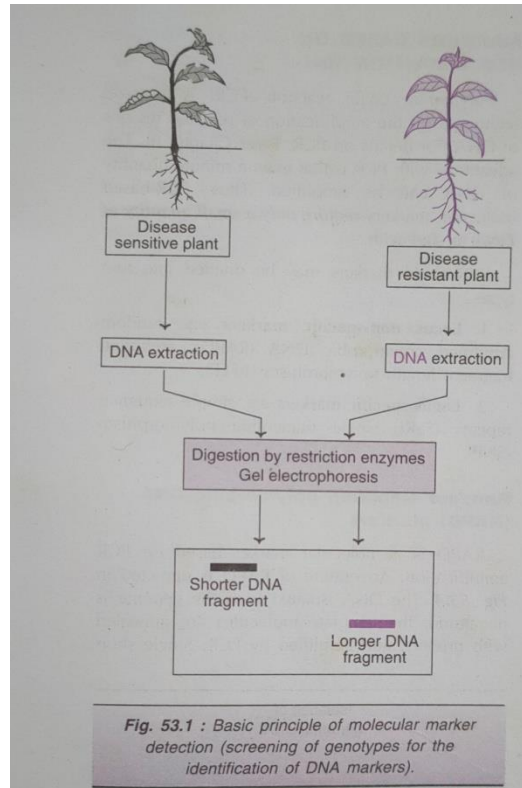 Disease
sensitive plant
Disease
resistant plant
DNA extraction
DNA extraction
Digestion by restriction enzymes
Gel electrophoresis
Shorter DNA
fragment
Longer DNA
fragment
Fig. 53.1 : Basic principle of molecular marker
detection (screening of genotypes for the
identification of DNA markers).